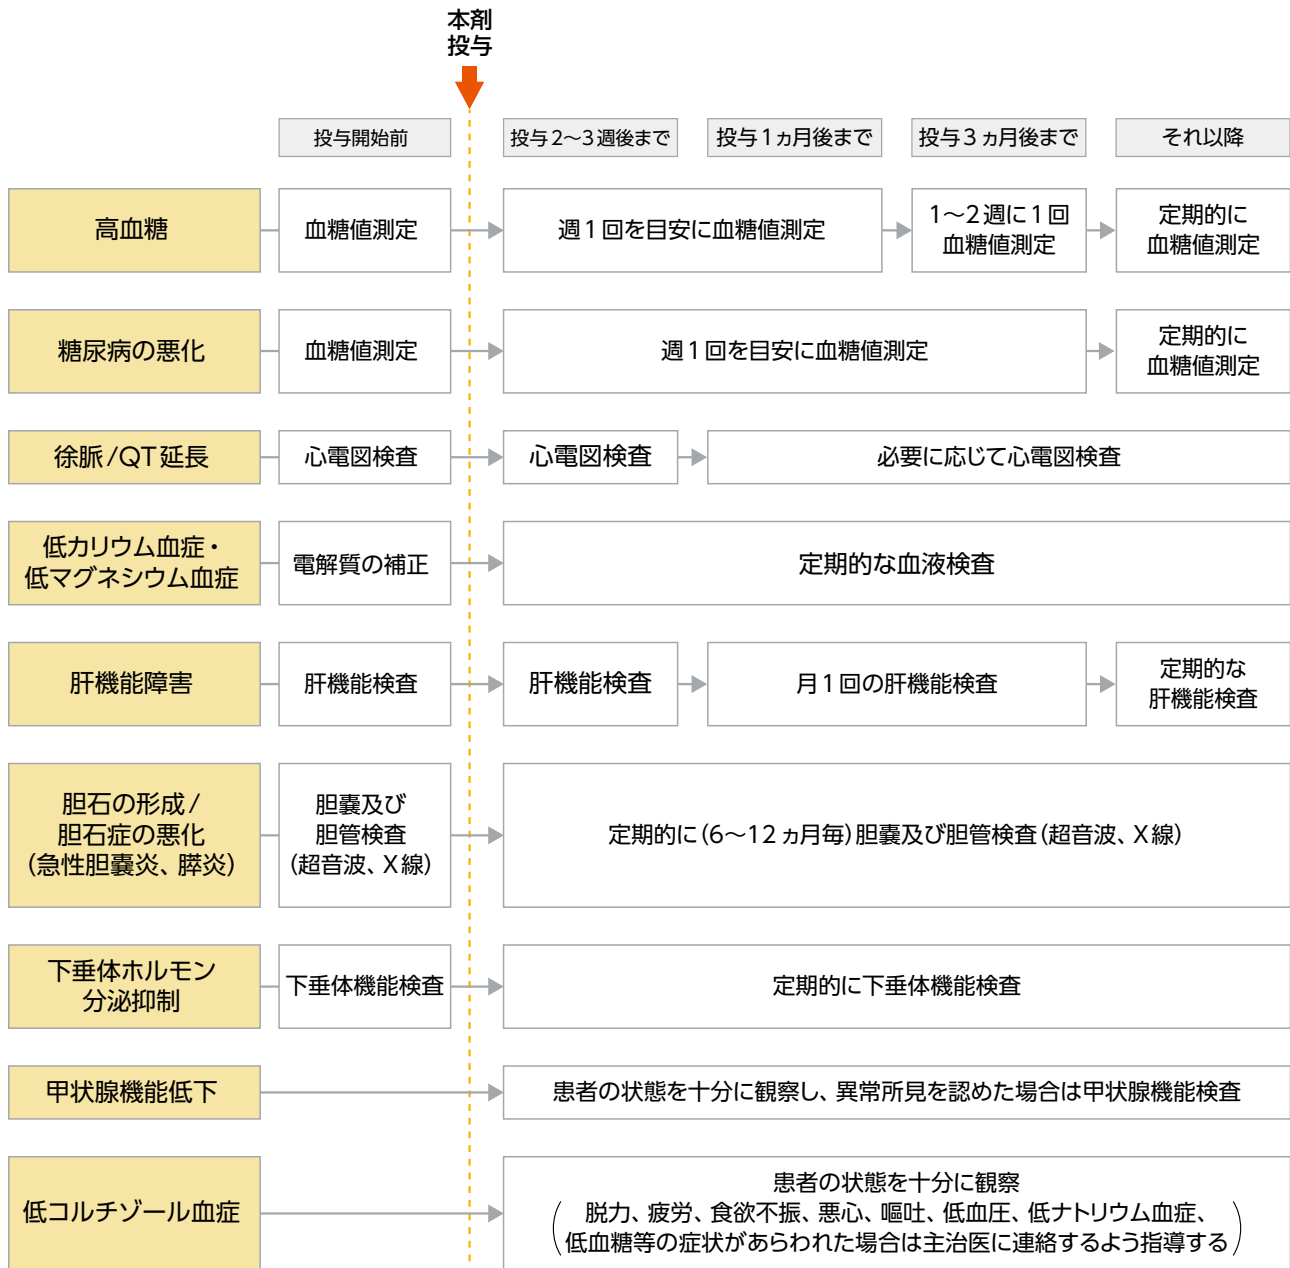 本剤
投与
投与開始前
投与2～3週後まで
投与1ヵ月後まで
投与3ヵ月後まで
それ以降
高血糖
血糖値測定
週1回を目安に血糖値測定
1～2週に1回
血糖値測定
定期的に
血糖値測定
糖尿病の悪化
血糖値測定
週1回を目安に血糖値測定
定期的に
血糖値測定
徐脈/QT延長
心電図検査
心電図検査
必要に応じて心電図検査
低カリウム血症・
低マグネシウム血症
電解質の補正
定期的な血液検査
肝機能障害
肝機能検査
肝機能検査
月1回の肝機能検査
定期的な
肝機能検査
胆石の形成/
胆石症の悪化
(急性胆嚢炎、膵炎)
胆嚢及び
胆管検査
(超音波、X線)
定期的に(6～12ヵ月毎)胆嚢及び胆管検査(超音波、X線)
下垂体ホルモン
分泌抑制
下垂体機能検査
定期的に下垂体機能検査
甲状腺機能低下
患者の状態を十分に観察し、異常所見を認めた場合は甲状腺機能検査
低コルチゾール血症
患者の状態を十分に観察
(脱力、疲労、食欲不振、悪心、嘔吐、低血圧、低ナトリウム血症、
低血糖等の症状があらわれた場合は主治医に連絡するよう指導する)